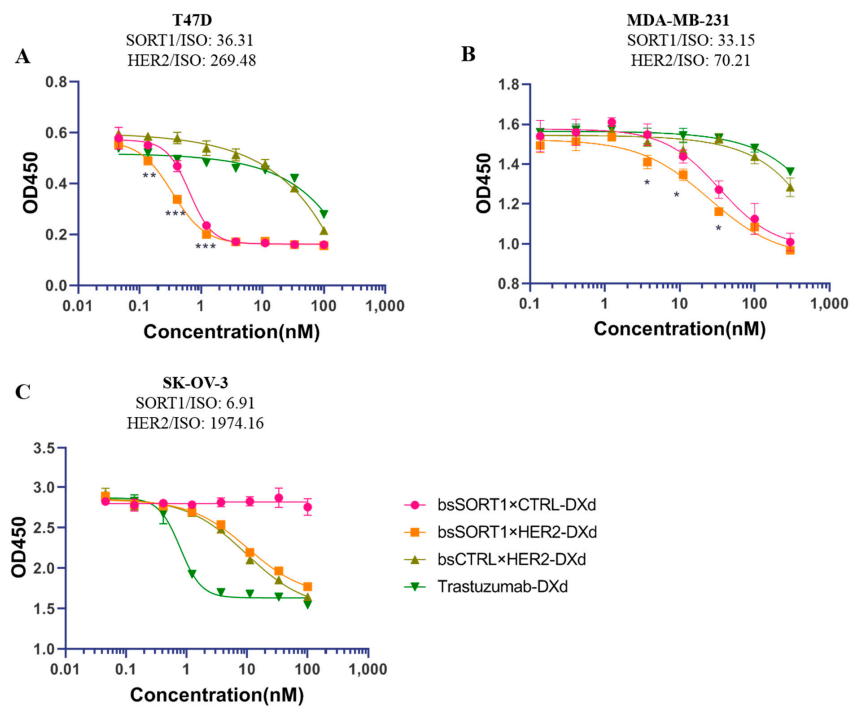 A
T47D
SORT1/ISO: 36.31
HER2/ISO: 269.48
OD450
0.8
0.6
0.4
0.2
0.0
**
***
***
0.01 0.1 1 10 100 1,000
Concentration(nM)
B
MDA-MB-231
SORT1/ISO: 33.15
HER2/ISO: 70.21
OD450
1.8
1.6
1.4
1.2
1.0
0.8
*
*
*
0.1 1 10 100 1,000
Concentration(nM)
C
SK-OV-3
SORT1/ISO: 6.91
HER2/ISO: 1974.16
OD450
3.5
3.0
2.5
2.0
1.5
1.0
0.01 0.1 1 10 100 1,000
Concentration(nM)
bsSORT1×CTRL-DXd
bsSORT1×HER2-DXd
bsCTRL×HER2-DXd
Trastuzumab-DXd